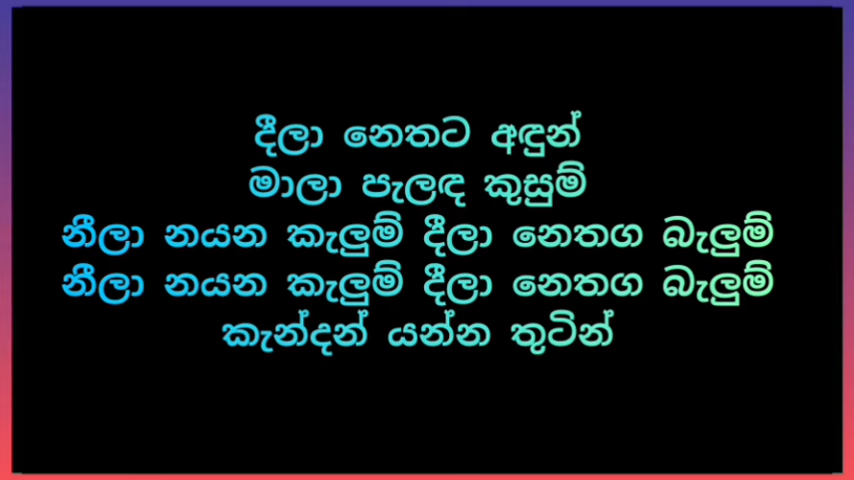 දීලා නෙතට අඳුන්
මාලා පැලඳ කුසුම්
නීලා නයන කැලුම් දීලා නෙතග බැලුම්
නීලා නයන කැලුම් දීලා නෙතග බැලුම්
කැන්දන් යන්න තුටින්